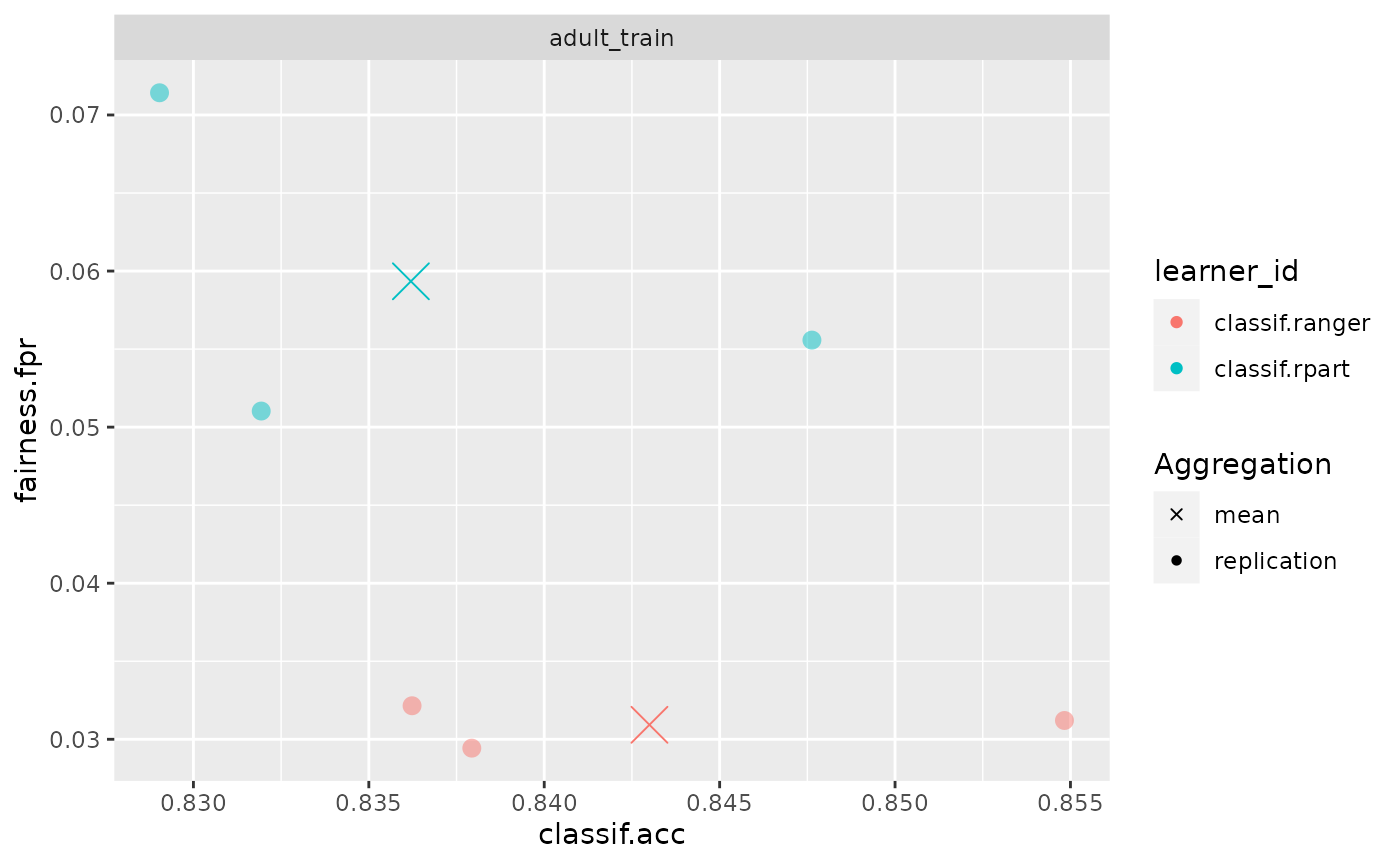 adult_train
0.07
0.06
0.05
0.04
0.03
fairness.fpr
0.830
0.835
0.840
0.845
0.850
0.855
classif.acc
learner_id
classif.ranger
classif.rpart
Aggregation
mean
replication